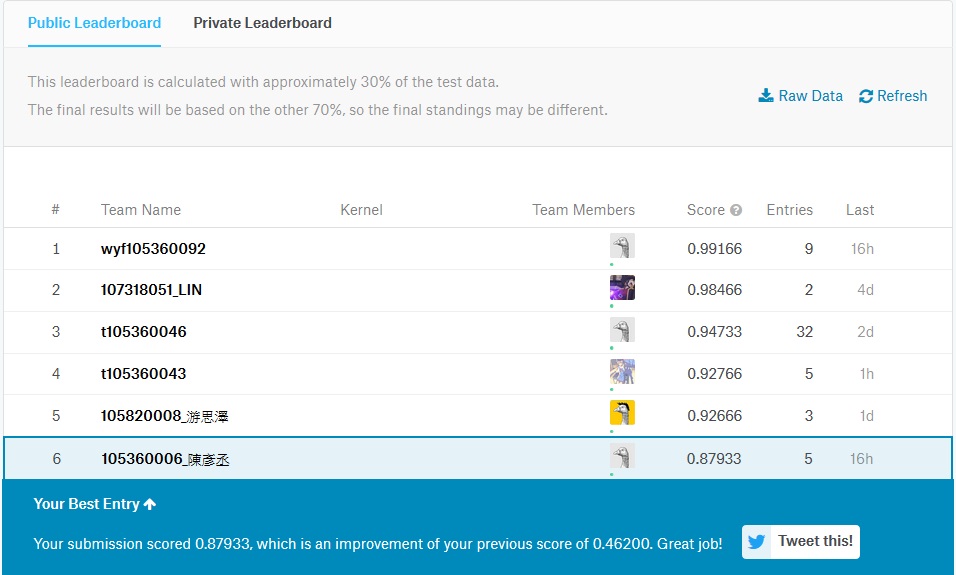 Public Leaderboard Private Leaderboard
This leaderboard is calculated with approximately 30% of the test data.
The final results will be based on the other 70%, so the final standings may be different.
Raw Data Refresh
# Team Name Kernel Team Members Score ? Entries Last
1 wyf105360092 0.99166 9 16h
2 107318051_LIN 0.98466 2 4d
3 t105360046 0.94733 32 2d
4 t105360043 0.92766 5 1h
5 105820008_游思澤 0.92666 3 1d
6 105360006_陳彥丞 0.87933 5 16h
Your Best Entry
Your submission scored 0.87933, which is an improvement of your previous score of 0.46200. Great job!
Tweet this!